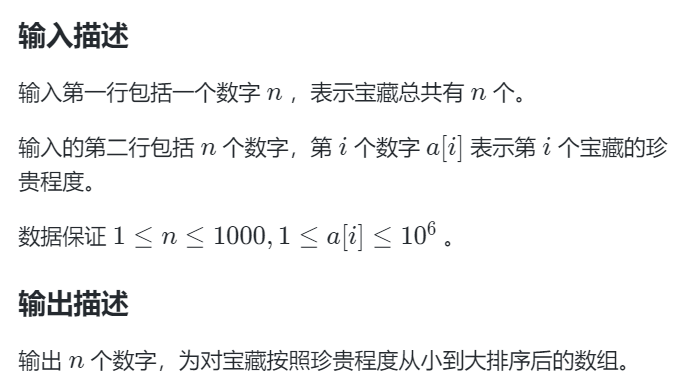 输入描述
输入第一行包括一个数字 n ，表示宝藏总共有 n 个。
输入的第二行包括 n 个数字，第 i 个数字 a[i] 表示第 i 个宝藏的珍
贵程度。
数据保证 1 ≤ n ≤ 1000, 1 ≤ a[i] ≤ 10⁶ 。
输出描述
输出 n 个数字，为对宝藏按照珍贵程度从小到大排序后的数组。